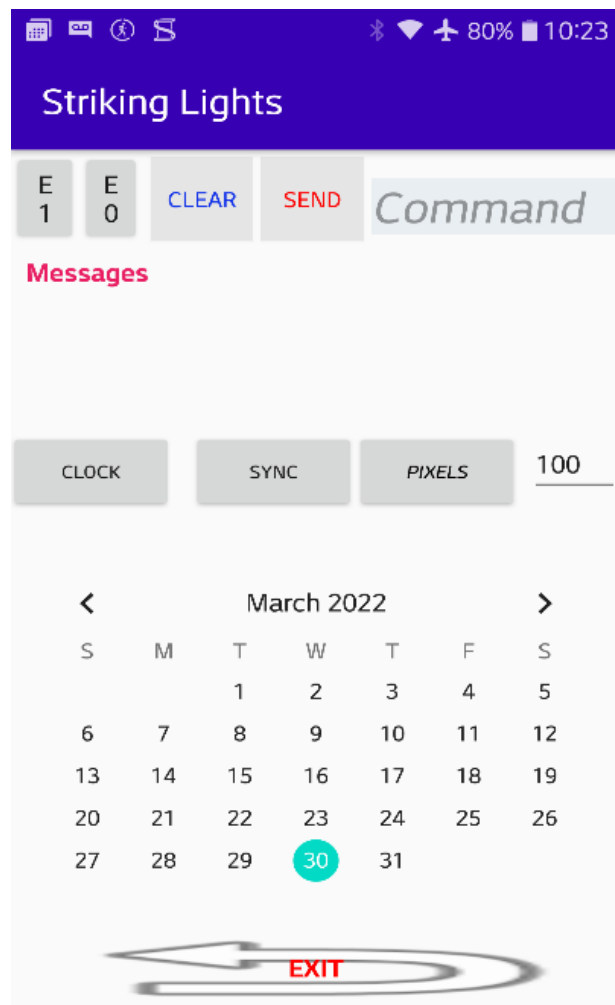 80% 10:23
Striking Lights
E 1
E 0
CLEAR
SEND
Command
Messages
CLOCK
SYNC
PIXELS
100
March 2022
S M T W T F S
1 2 3 4 5
6 7 8 9 10 11 12
13 14 15 16 17 18 19
20 21 22 23 24 25 26
27 28 29 30 31
EXIT